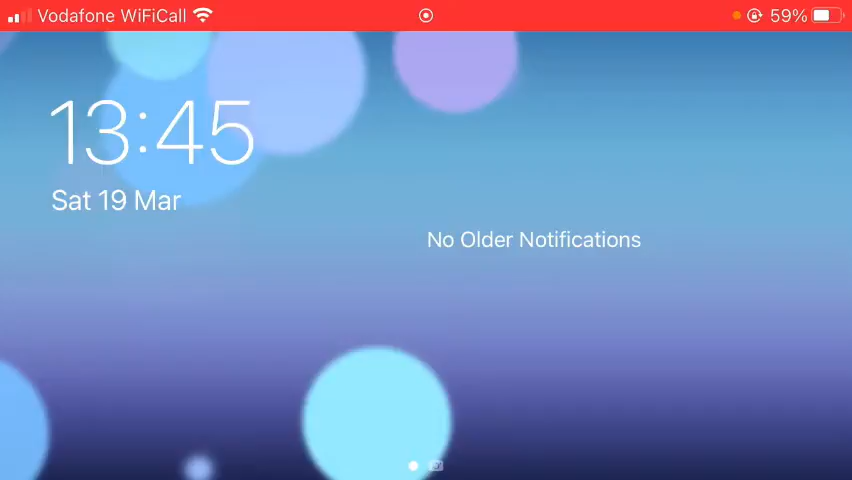 Vodafone WiFiCall
59%
13:45
Sat 19 Mar
No Older Notifications